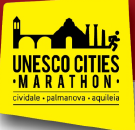 UNESCO CITIES
• MARATHON •
cividale • palmanova • aquileia